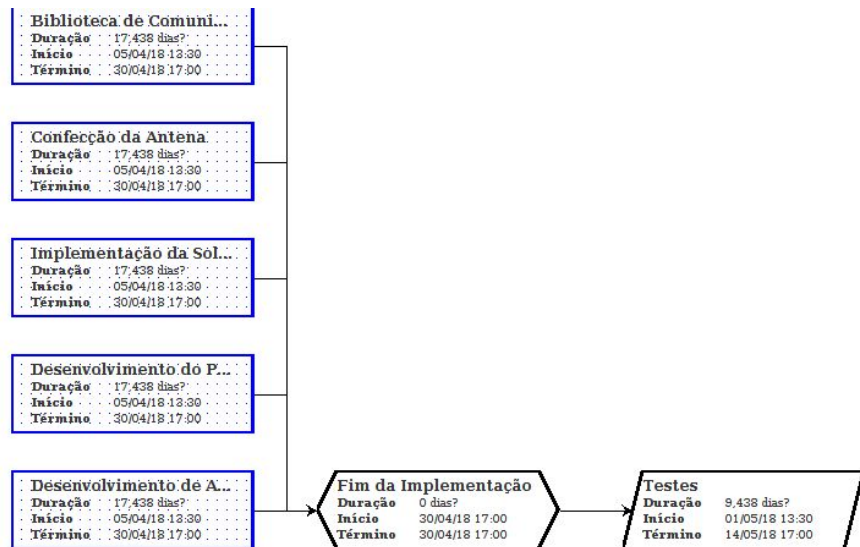 Biblioteca de Comuni...
Duração 17,438 dias?
Início 05/04/18 13:30
Término 30/04/18 17:00
Confecção da Antena
Duração 17,438 dias?
Início 05/04/18 13:30
Término 30/04/18 17:00
Implementação da Sol...
Duração 17,438 dias?
Início 05/04/18 13:30
Término 30/04/18 17:00
Desenvolvimento do P...
Duração 17,438 dias?
Início 05/04/18 13:30
Término 30/04/18 17:00
Desenvolvimento de A...
Duração 17,438 dias?
Início 05/04/18 13:30
Término 30/04/18 17:00
Fim da Implementação
Duração 0 dias?
Início 30/04/18 17:00
Término 30/04/18 17:00
Testes
Duração 9,438 dias?
Início 01/05/18 13:30
Término 14/05/18 17:00